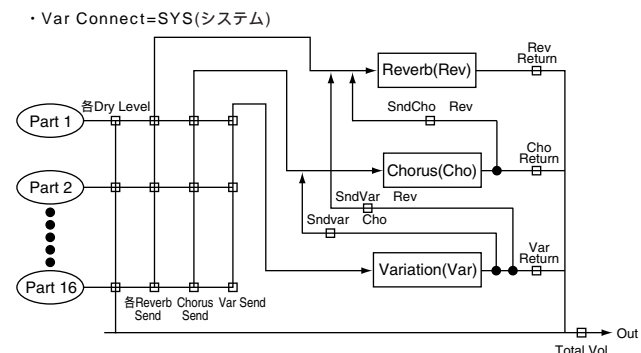 ・Var Connect=SYS(システム)
Rev
Return
Reverb(Rev)
各Dry Level
SndCho Rev
Part 1
Cho
Return
Chorus(Cho)
Part 2
SndVar Rev
Sndvar Cho
Var
Return
Variation(Var)
Part 16
各Reverb
Send
Chorus
Send
Var Send
Out
Total Vol